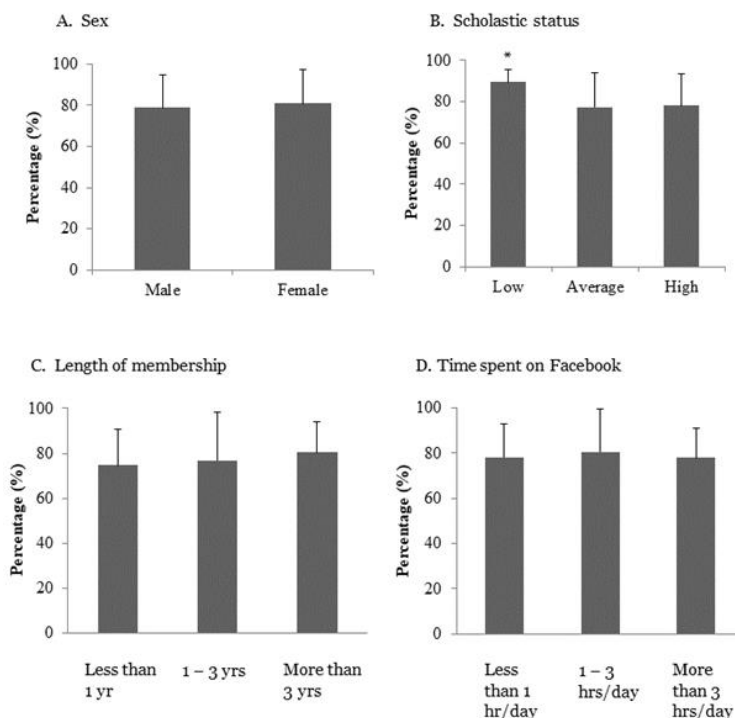 A. Sex
Percentage (%)
100
80
60
40
20
0
Male Female
B. Scholastic status
Percentage (%)
*
100
80
60
40
20
0
Low Average High
C. Length of membership
Percentage (%)
100
80
60
40
20
0
Less than
1 yr
1 – 3 yrs
More than
3 yrs
D. Time spent on Facebook
Percentage (%)
100
80
60
40
20
0
Less
than 1
hr/day
1 – 3
hrs/day
More
than 3
hrs/day